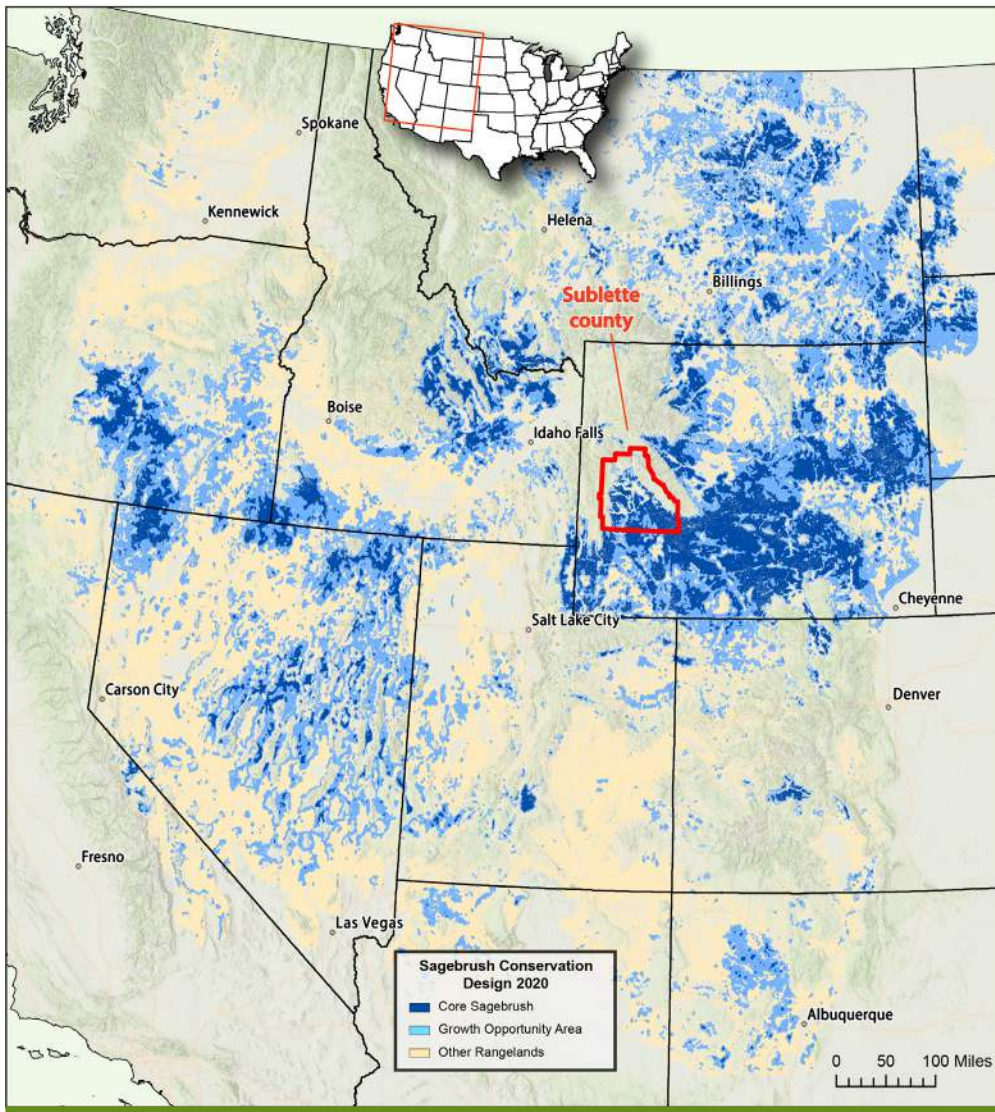 Spokane
Kennewick
Helena
Billings
Sublette
county
Boise
Idaho Falls
Cheyenne
Salt Lake City
Carson City
Denver
Fresno
Las Vegas
Sagebrush Conservation
Design 2020
Core Sagebrush
Growth Opportunity Area
Other Rangelands
Albuquerque
0 50 100 Miles